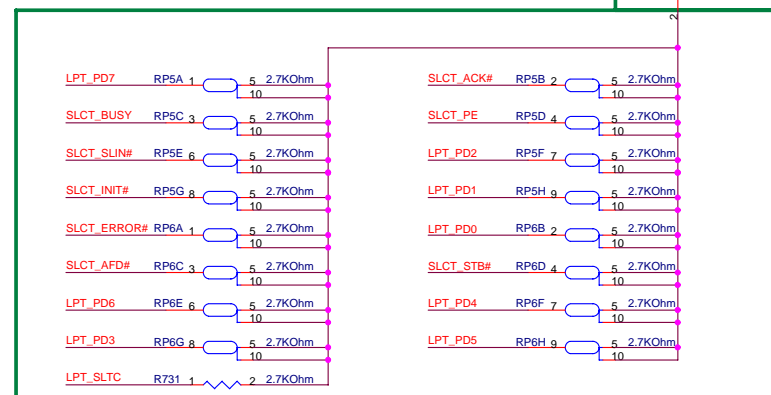 2
LPT_PD7 RP5A 1 5 2.7KOhm
10
SLCT_BUSY RP5C 3 5 2.7KOhm
10
SLCT_SLIN# RP5E 6 5 2.7KOhm
10
SLCT_INIT# RP5G 8 5 2.7KOhm
10
SLCT_ERROR# RP6A 1 5 2.7KOhm
10
SLCT_AFD# RP6C 3 5 2.7KOhm
10
LPT_PD6 RP6E 6 5 2.7KOhm
10
LPT_PD3 RP6G 8 5 2.7KOhm
10
LPT_SLTC R731 1 2 2.7KOhm
SLCT_ACK# RP5B 2 5 2.7KOhm
10
SLCT_PE RP5D 4 5 2.7KOhm
10
LPT_PD2 RP5F 7 5 2.7KOhm
10
LPT_PD1 RP5H 9 5 2.7KOhm
10
LPT_PD0 RP6B 2 5 2.7KOhm
10
SLCT_STB# RP6D 4 5 2.7KOhm
10
LPT_PD4 RP6F 7 5 2.7KOhm
10
LPT_PD5 RP6H 9 5 2.7KOhm
10